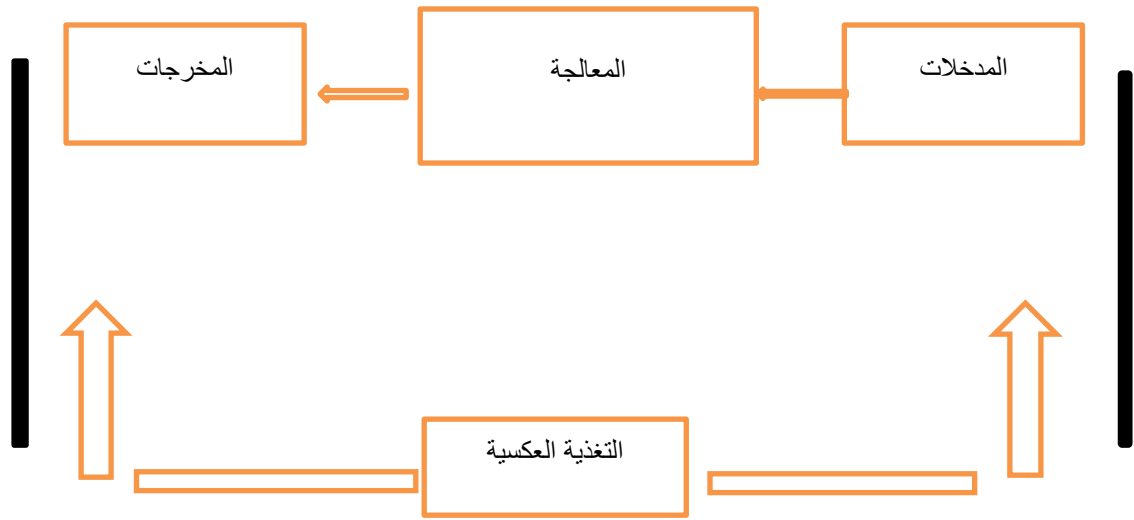 المدخلات
المعالجة
المخرجات
التغذية العكسية